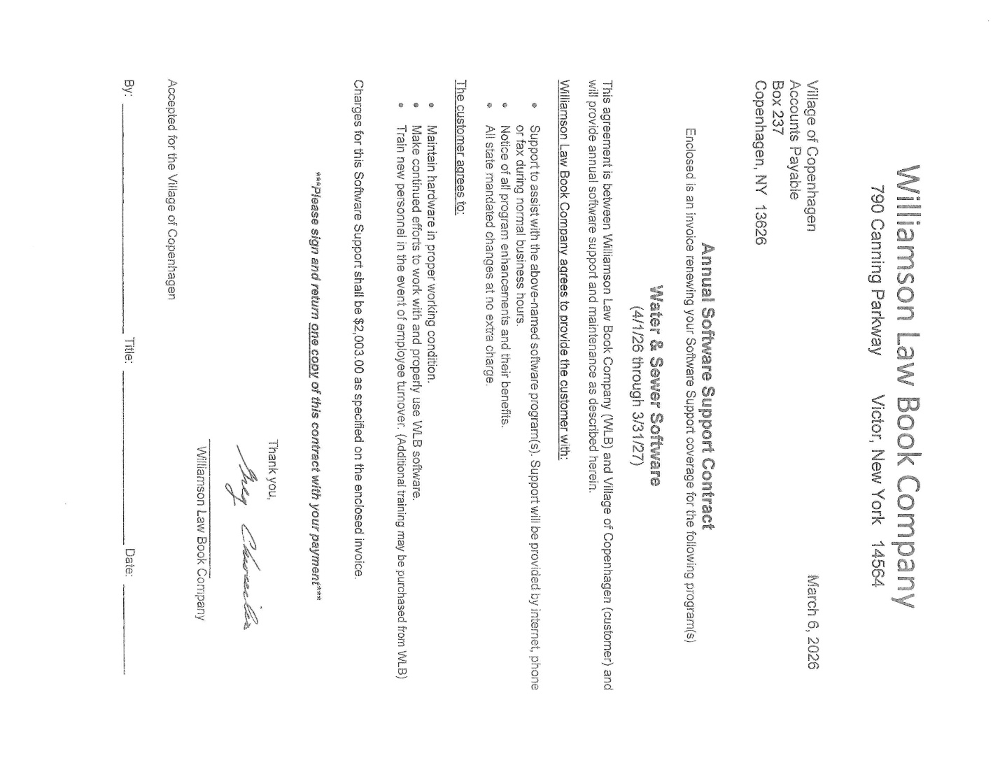 Williamson Law Book Company
790 Canning Parkway Victor, New York 14564
March 6, 2026
Village of Copenhagen
Accounts Payable
Box 237
Copenhagen, NY 13626
Annual Software Support Contract
Enclosed is an invoice renewing your Software Support coverage for the following program(s)
Water & Sewer Software
(4/1/26 through 3/31/27)
This agreement is between Williamson Law Book Company (WLB) and Village of Copenhagen (customer) and
will provide annual software support and maintenance as described herein.
Williamson Law Book Company agrees to provide the customer with:
• Support to assist with the above-named software program(s). Support will be provided by internet, phone
or fax during normal business hours.
• Notice of all program enhancements and their benefits.
• All state mandated changes at no extra charge.
The customer agrees to:
• Maintain hardware in proper working condition.
• Make continued efforts to work with and properly use WLB software.
• Train new personnel in the event of employee turnover. (Additional training may be purchased from WLB)
Charges for this Software Support shall be $2,003.00 as specified on the enclosed invoice.
***Please sign and return one copy of this contract with your payment***
Thank you,
Greg
Williamson Law Book Company
Accepted for the Village of Copenhagen
By: Title: Date: